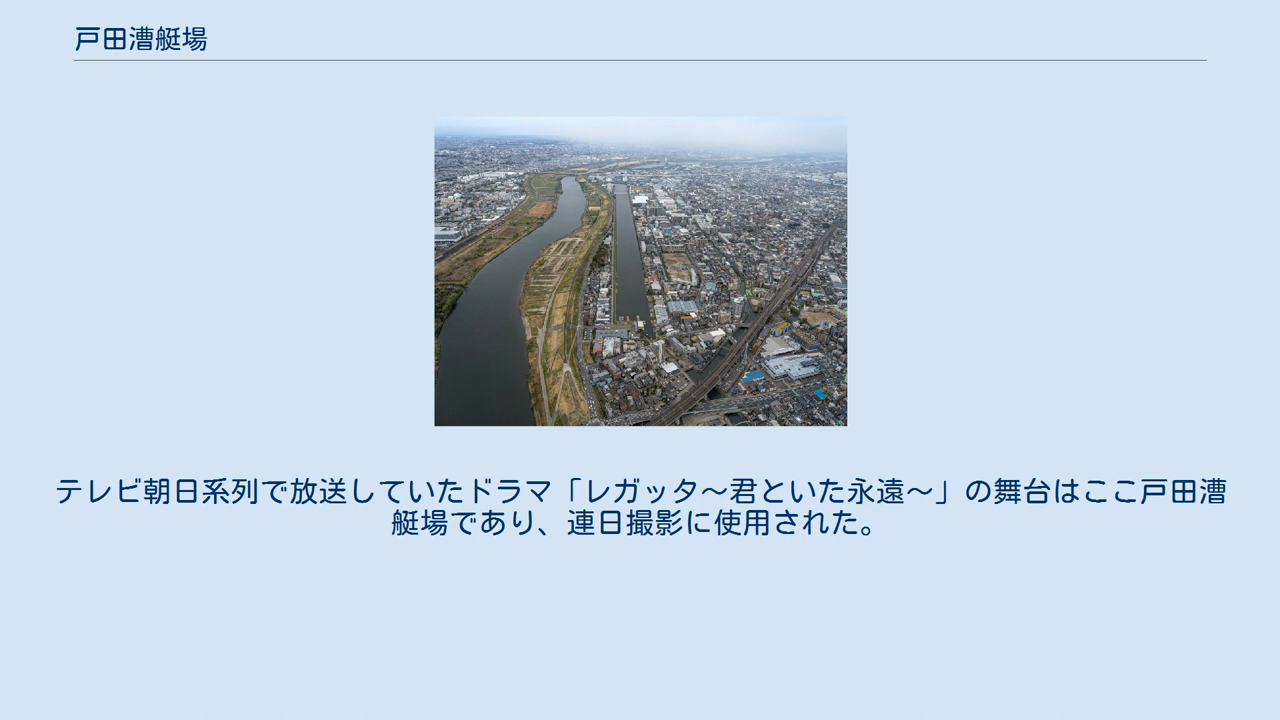 戸田漕艇場
テレビ朝日系列で放送していたドラマ「レガッタ〜君といた永遠〜」の舞台はここ戸田漕
艇場であり、連日撮影に使用された。